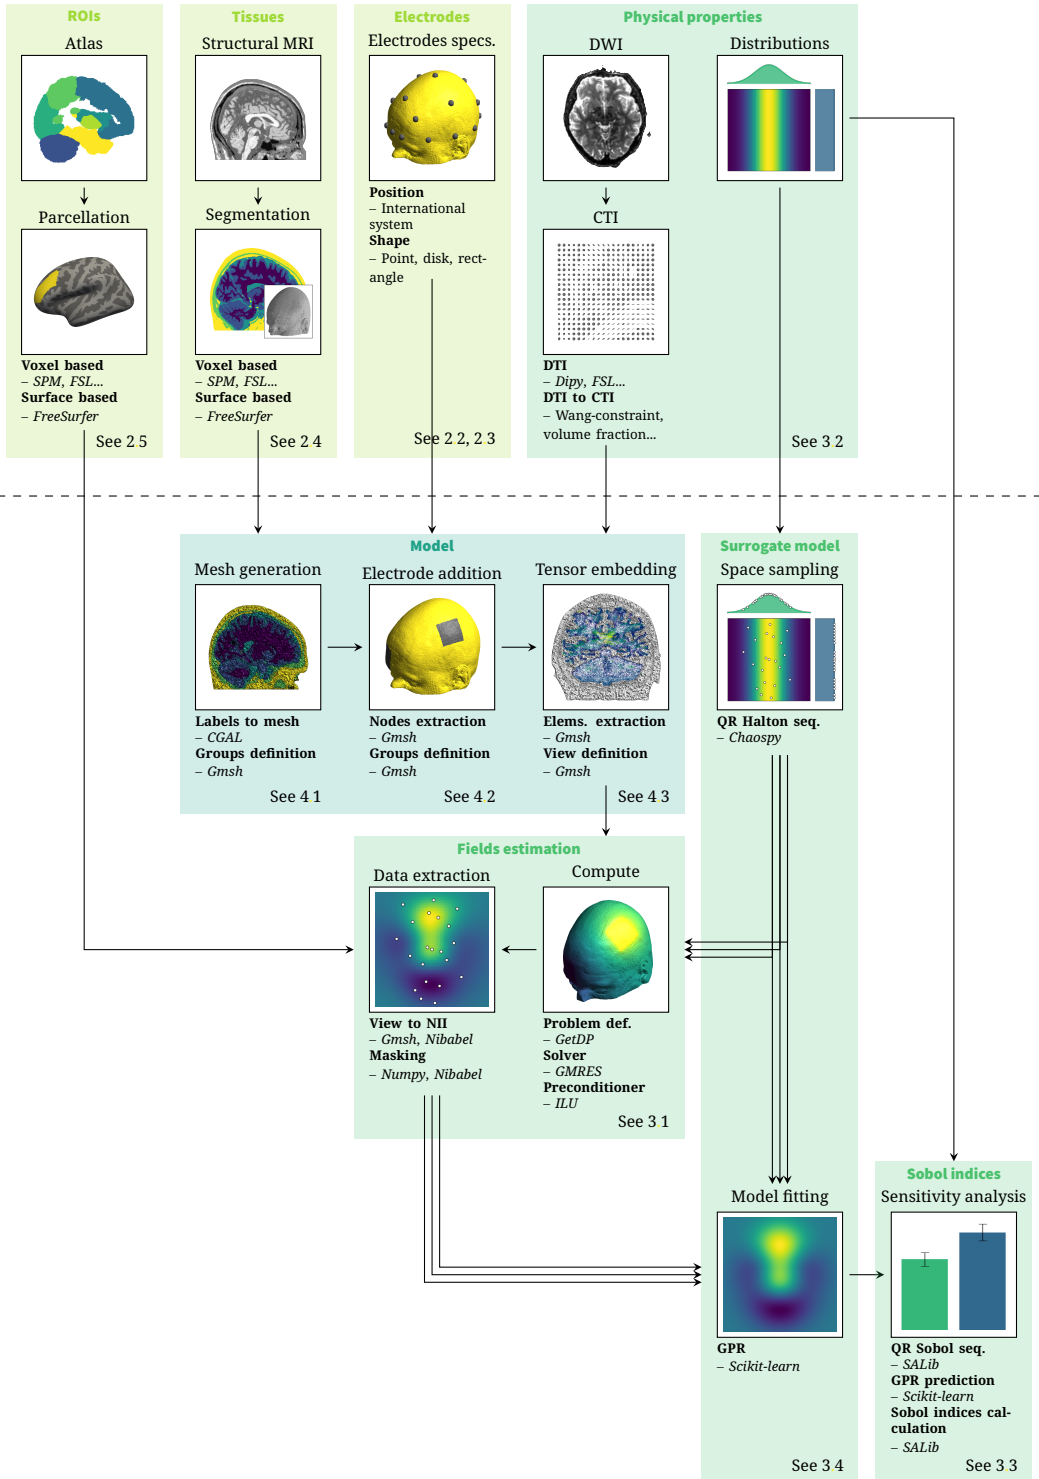 ROIs
Atlas
Parcellation
Voxel based
– SPM, FSL...
Surface based
– FreeSurfer
See 2.5
Tissues
Structural MRI
Segmentation
Voxel based
– SPM, FSL...
Surface based
– FreeSurfer
See 2.4
Electrodes
Electrodes specs.
Position
– International
system
Shape
– Point, disk, rect-
angle
See 2.2, 2.3
Physical properties
DWI
CTI
DTI
– Dipy, FSL...
DTI to CTI
– Wang-constraint,
volume fraction...
Distributions
See 3.2
Model
Mesh generation
Labels to mesh
– CGAL
Groups definition
– Gmsh
See 4.1
Electrode addition
Nodes extraction
– Gmsh
Groups definition
– Gmsh
See 4.2
Tensor embedding
Elems. extraction
– Gmsh
View definition
– Gmsh
See 4.3
Surrogate model
Space sampling
QR Halton seq.
– Chaospy
Fields estimation
Data extraction
View to NII
– Gmsh, Nibabel
Masking
– Numpy, Nibabel
Compute
Problem def.
– GetDP
Solver
– GMRES
Preconditioner
– ILU
See 3.1
Model fitting
GPR
– Scikit-learn
See 3.4
Sobol indices
Sensitivity analysis
QR Sobol seq.
– SALib
GPR prediction
– Scikit-learn
Sobol indices cal-
culation
– SALib
See 3.3